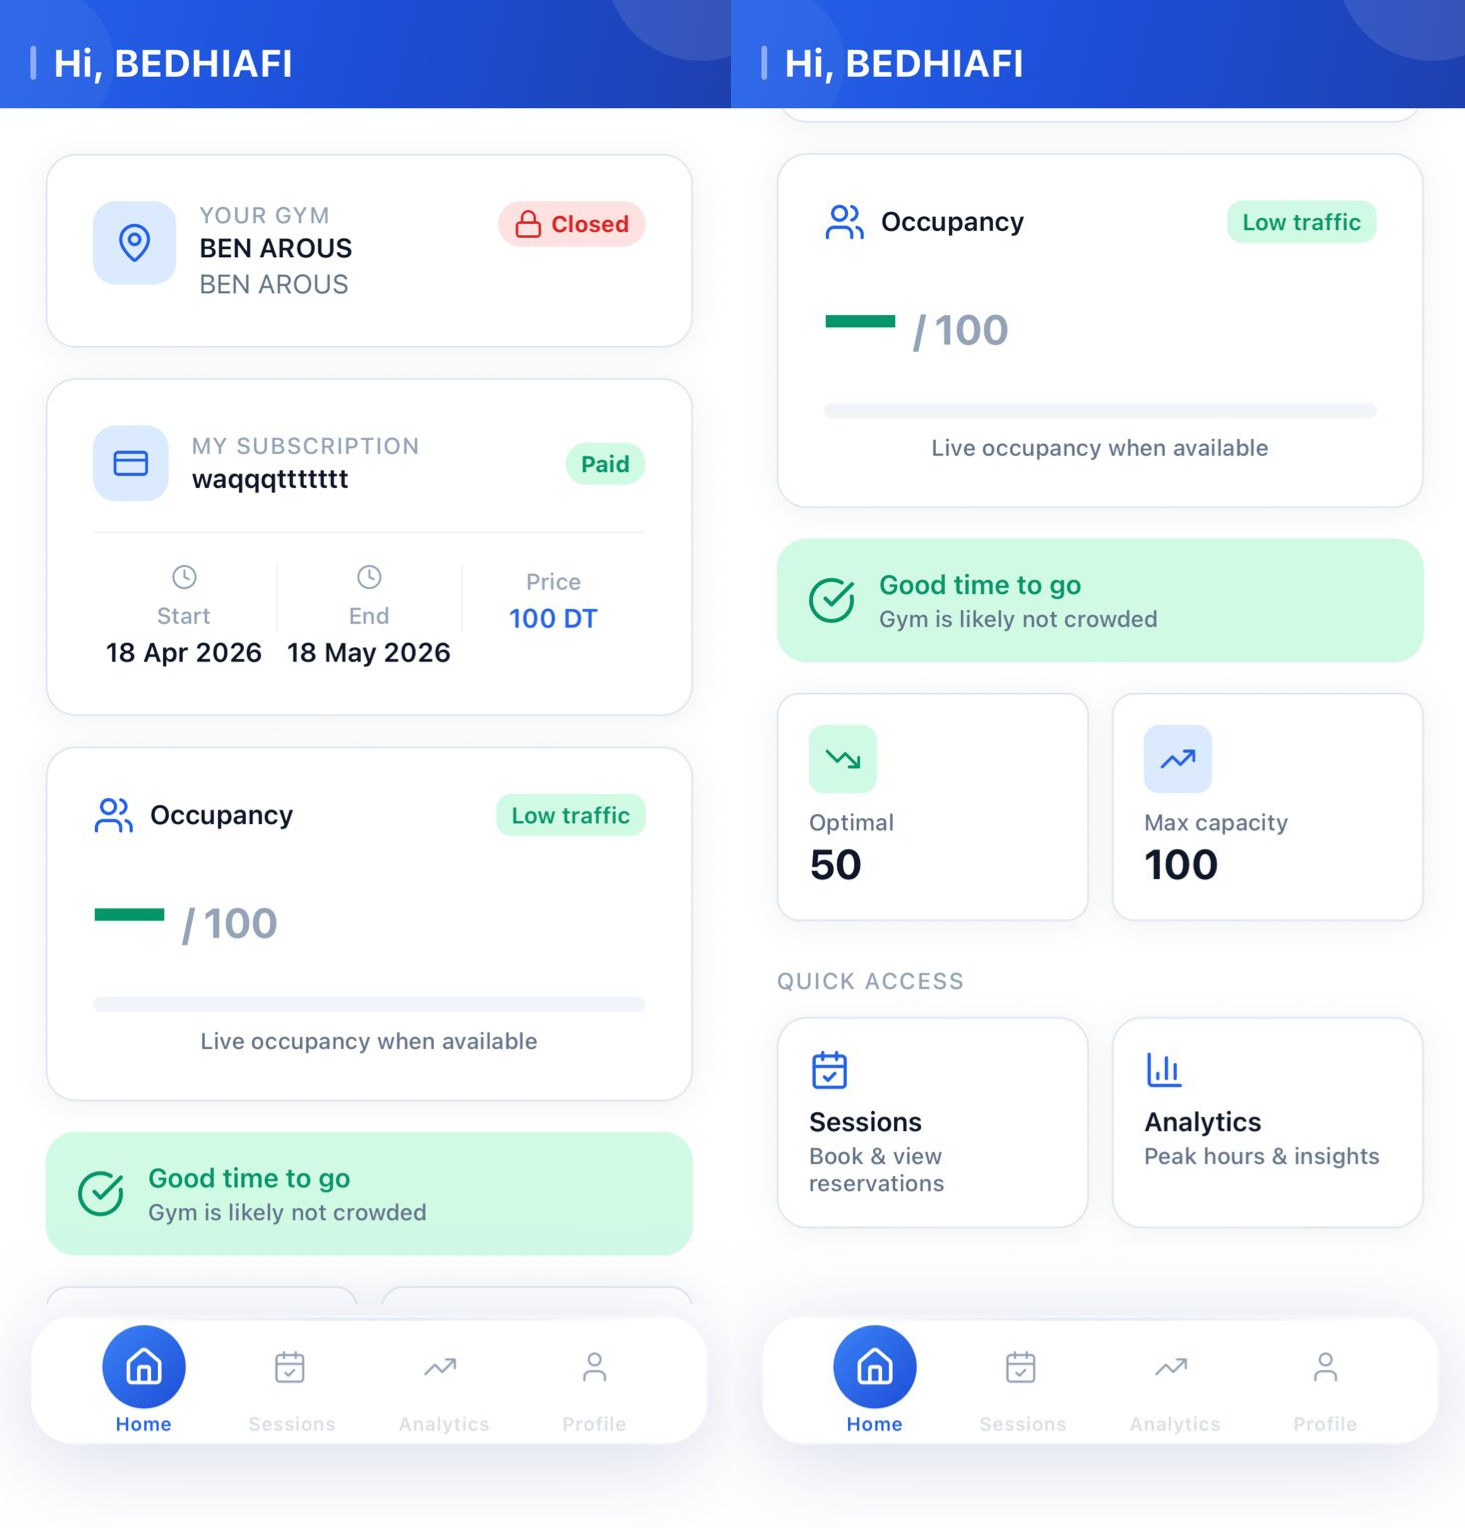 Hi, BEDHIAFI
YOUR GYM
BEN AROUS
BEN AROUS
Closed
MY SUBSCRIPTION
waqqqttttttt
Paid
Start
18 Apr 2026
End
18 May 2026
Price
100 DT
Occupancy
Low traffic
— / 100
Live occupancy when available
Good time to go
Gym is likely not crowded
Home
Sessions
Analytics
Profile
Hi, BEDHIAFI
Occupancy
Low traffic
— / 100
Live occupancy when available
Good time to go
Gym is likely not crowded
Optimal
50
Max capacity
100
QUICK ACCESS
Sessions
Book & view
reservations
Analytics
Peak hours & insights
Home
Sessions
Analytics
Profile